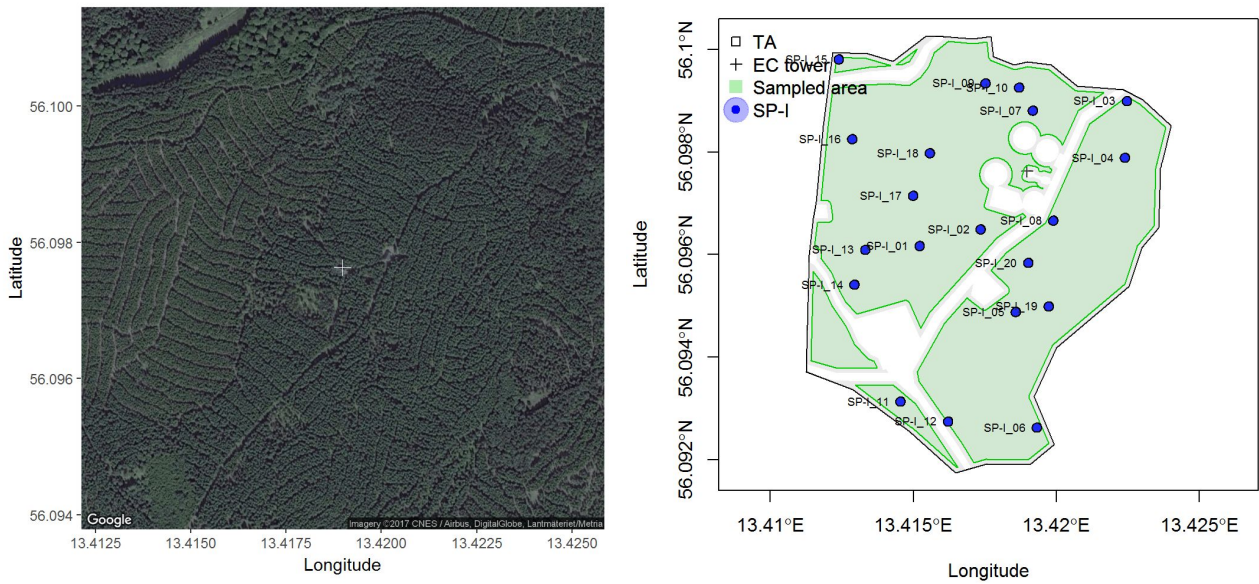 56.100
56.098
56.096
56.094
Latitude
Google
Imagery ©2017 CNES / Airbus, DigitalGlobe, Lantmäteriet/Metria
13.4125
13.4150
13.4175
13.4200
13.4225
13.4250
Longitude
56.1°N
56.098°N
56.096°N
56.094°N
56.092°N
Latitude
TA
EC tower
Sampled area
SP-I
SP-I_15
SP-I_09
SP-I_10
SP-I_03
SP-I_07
SP-I_16
SP-I_18
SP-I_04
SP-I_17
SP-I_08
SP-I_02
SP-I_13
SP-I_01
SP-I_20
SP-I_14
SP-I_19
SP-I_05
SP-I_11
SP-I_12
SP-I_06
13.41°E
13.415°E
13.42°E
13.425°E
Longitude